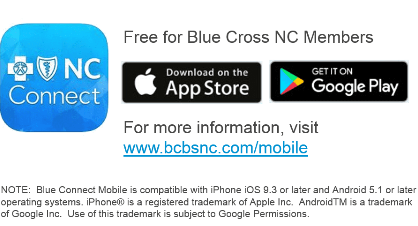 Free for Blue Cross NC Members
NC
Connect
Download on the
App Store
GET IT ON
Google Play
For more information, visit
www.bcbsnc.com/mobile
NOTE:  Blue Connect Mobile is compatible with iPhone iOS 9.3 or later and Android 5.1 or later
operating systems. iPhone® is a registered trademark of Apple Inc.  AndroidTM is a trademark
of Google Inc.  Use of this trademark is subject to Google Permissions.